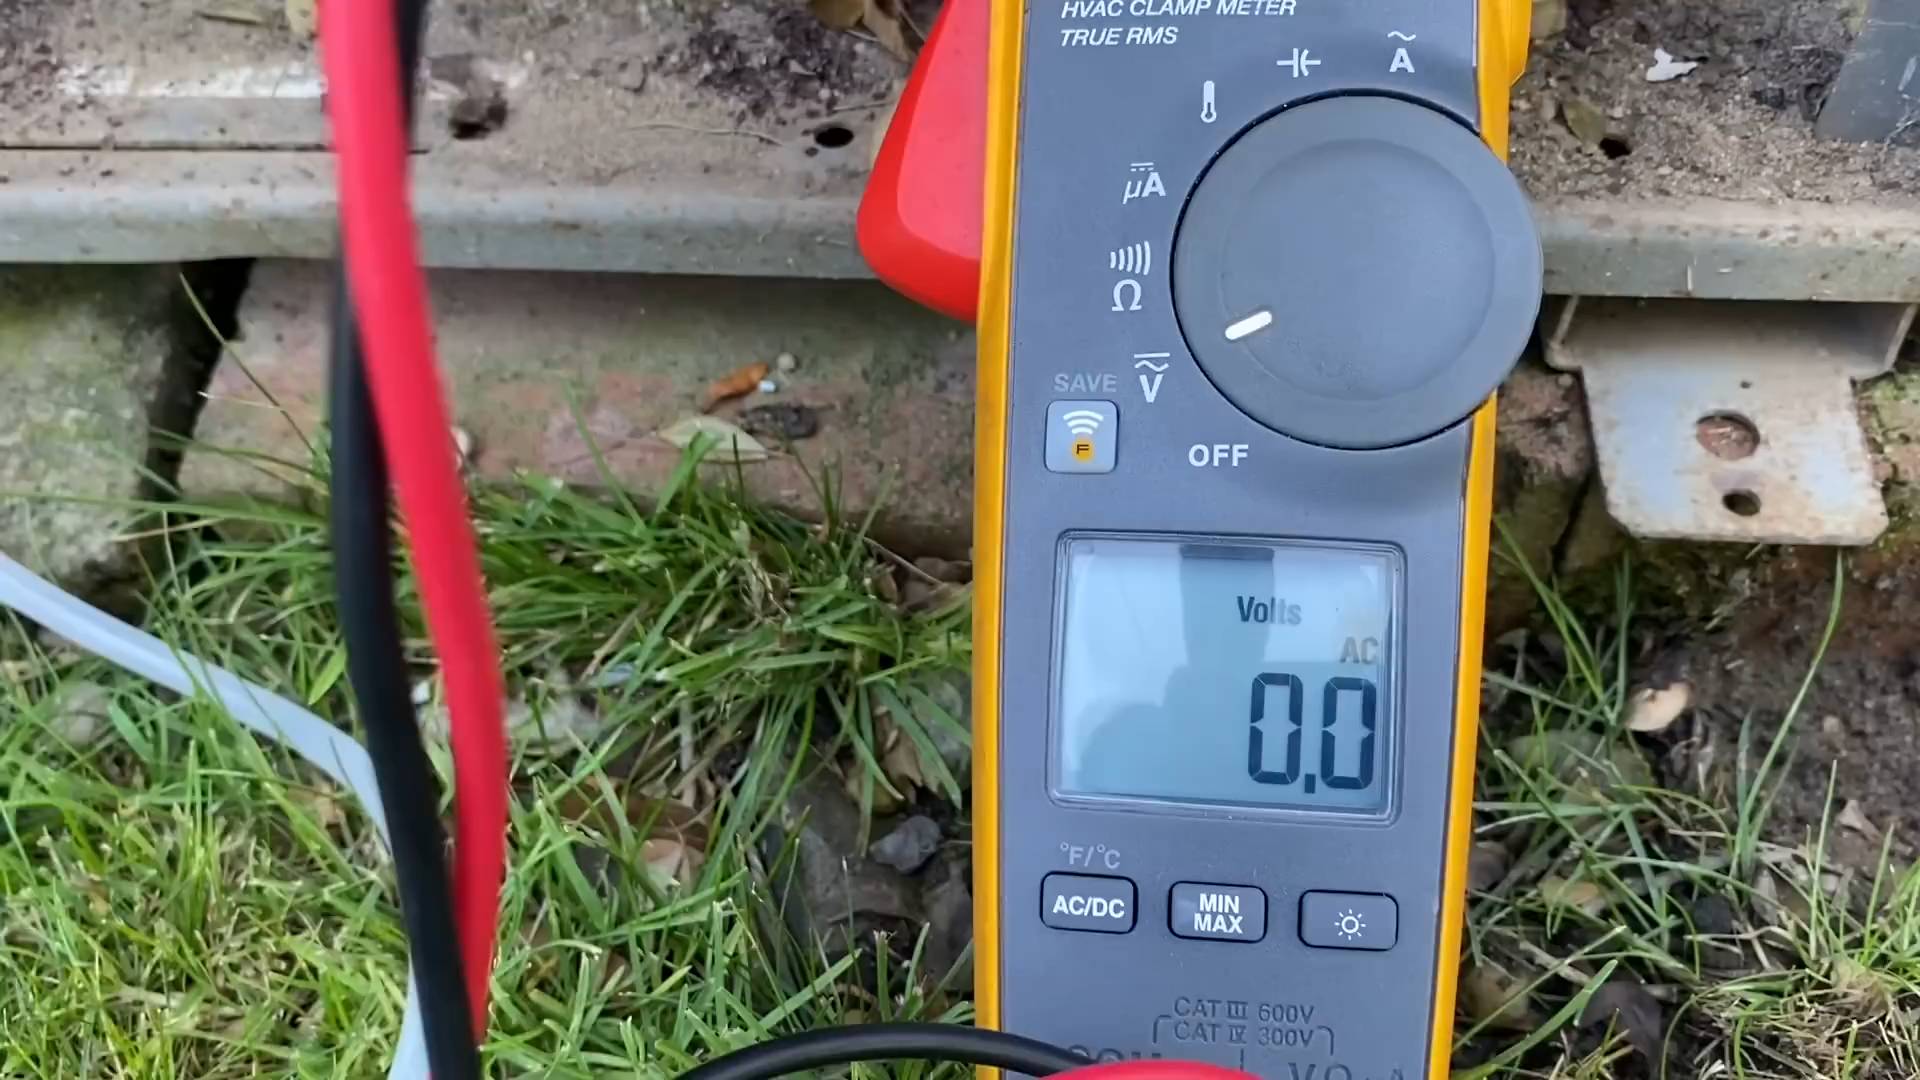 HVAC CLAMP METER
TRUE RMS
Ã
µA
Ω
SAVE
V
F
OFF
Volts
AC
0.0
°F/°C
AC/DC
MIN
MAX
CAT III 600V
CAT IV 300V